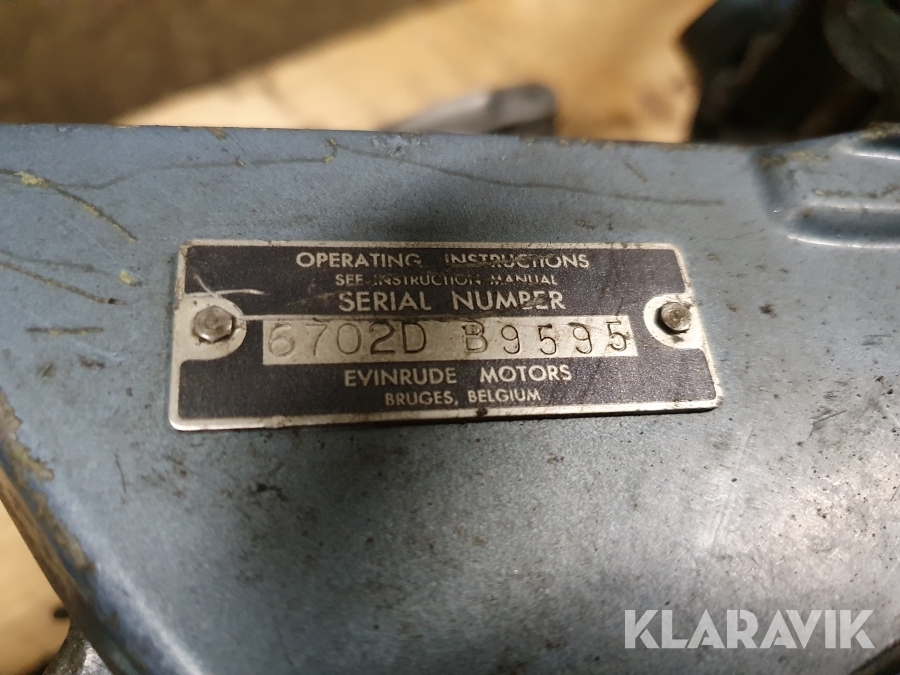 OPERATING INSTRUCTIONS
SEE INSTRUCTION MANUAL
SERIAL NUMBER
6702D B9595
EVINRUDE MOTORS
BRUGES, BELGIUM
KLARAVIK